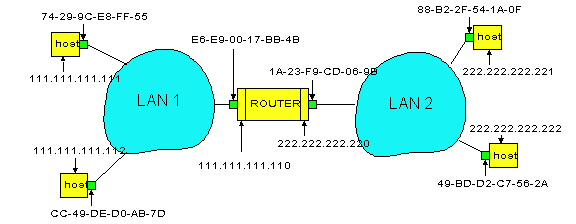 74-29-9C-E8-FF-55
88-B2-2F-54-1A-0F
host
E6-E9-00-17-BB-4B
host
111.111.111.111
1A-23-F9-CD-06-9B
222.222.222.221
LAN 1
ROUTER
LAN 2
222.222.222.222
111.111.111.112
222.222.222.220
host
111.111.111.110
host
CC-49-DE-D0-AB-7D
49-BD-D2-C7-56-2A